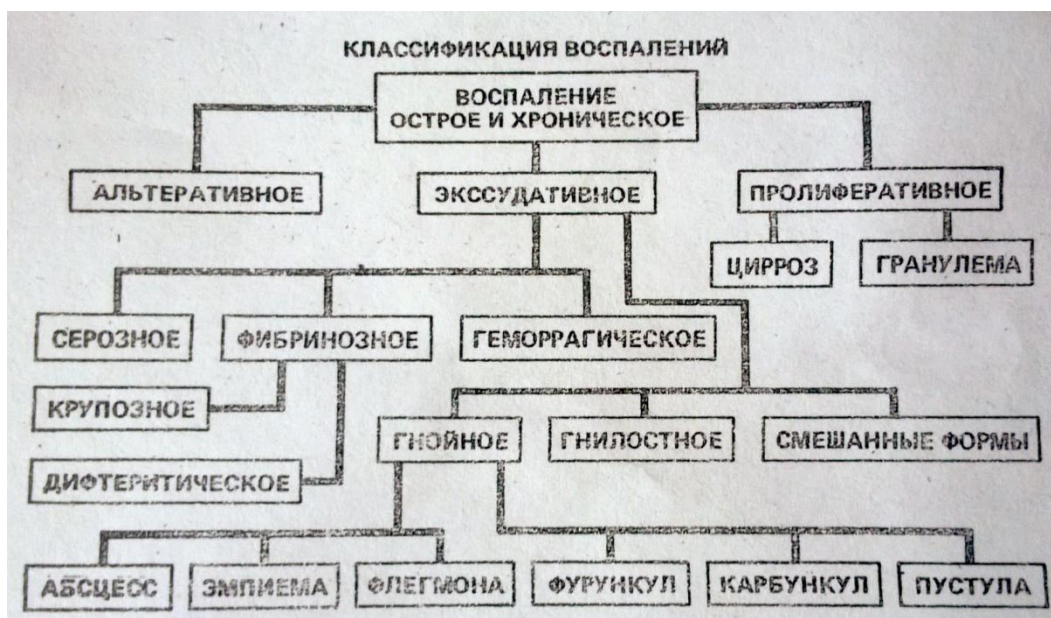 КЛАССИФИКАЦИЯ ВОСПАЛЕНИЙ
ВОСПАЛЕНИЕ
ОСТРОЕ И ХРОНИЧЕСКОЕ
АЛЬТЕРАТИВНОЕ
ЭКССУДАТИВНОЕ
ПРОЛИФЕРАТИВНОЕ
ЦИРРОЗ
ГРАНУЛЕМА
СЕРОЗНОЕ
ФИБРИНОЗНОЕ
ГЕМОРРАГИЧЕСКОЕ
КРУПОЗНОЕ
ГНОЙНОЕ
ГНИЛОСТНОЕ
СМЕШАННЫЕ ФОРМЫ
ДИФТЕРИТИЧЕСКОЕ
АБСЦЕСС
ЭМПИЕМА
ФЛЕГМОНА
ФУРУНКУЛ
КАРБУНКУЛ
ПУСТУЛА